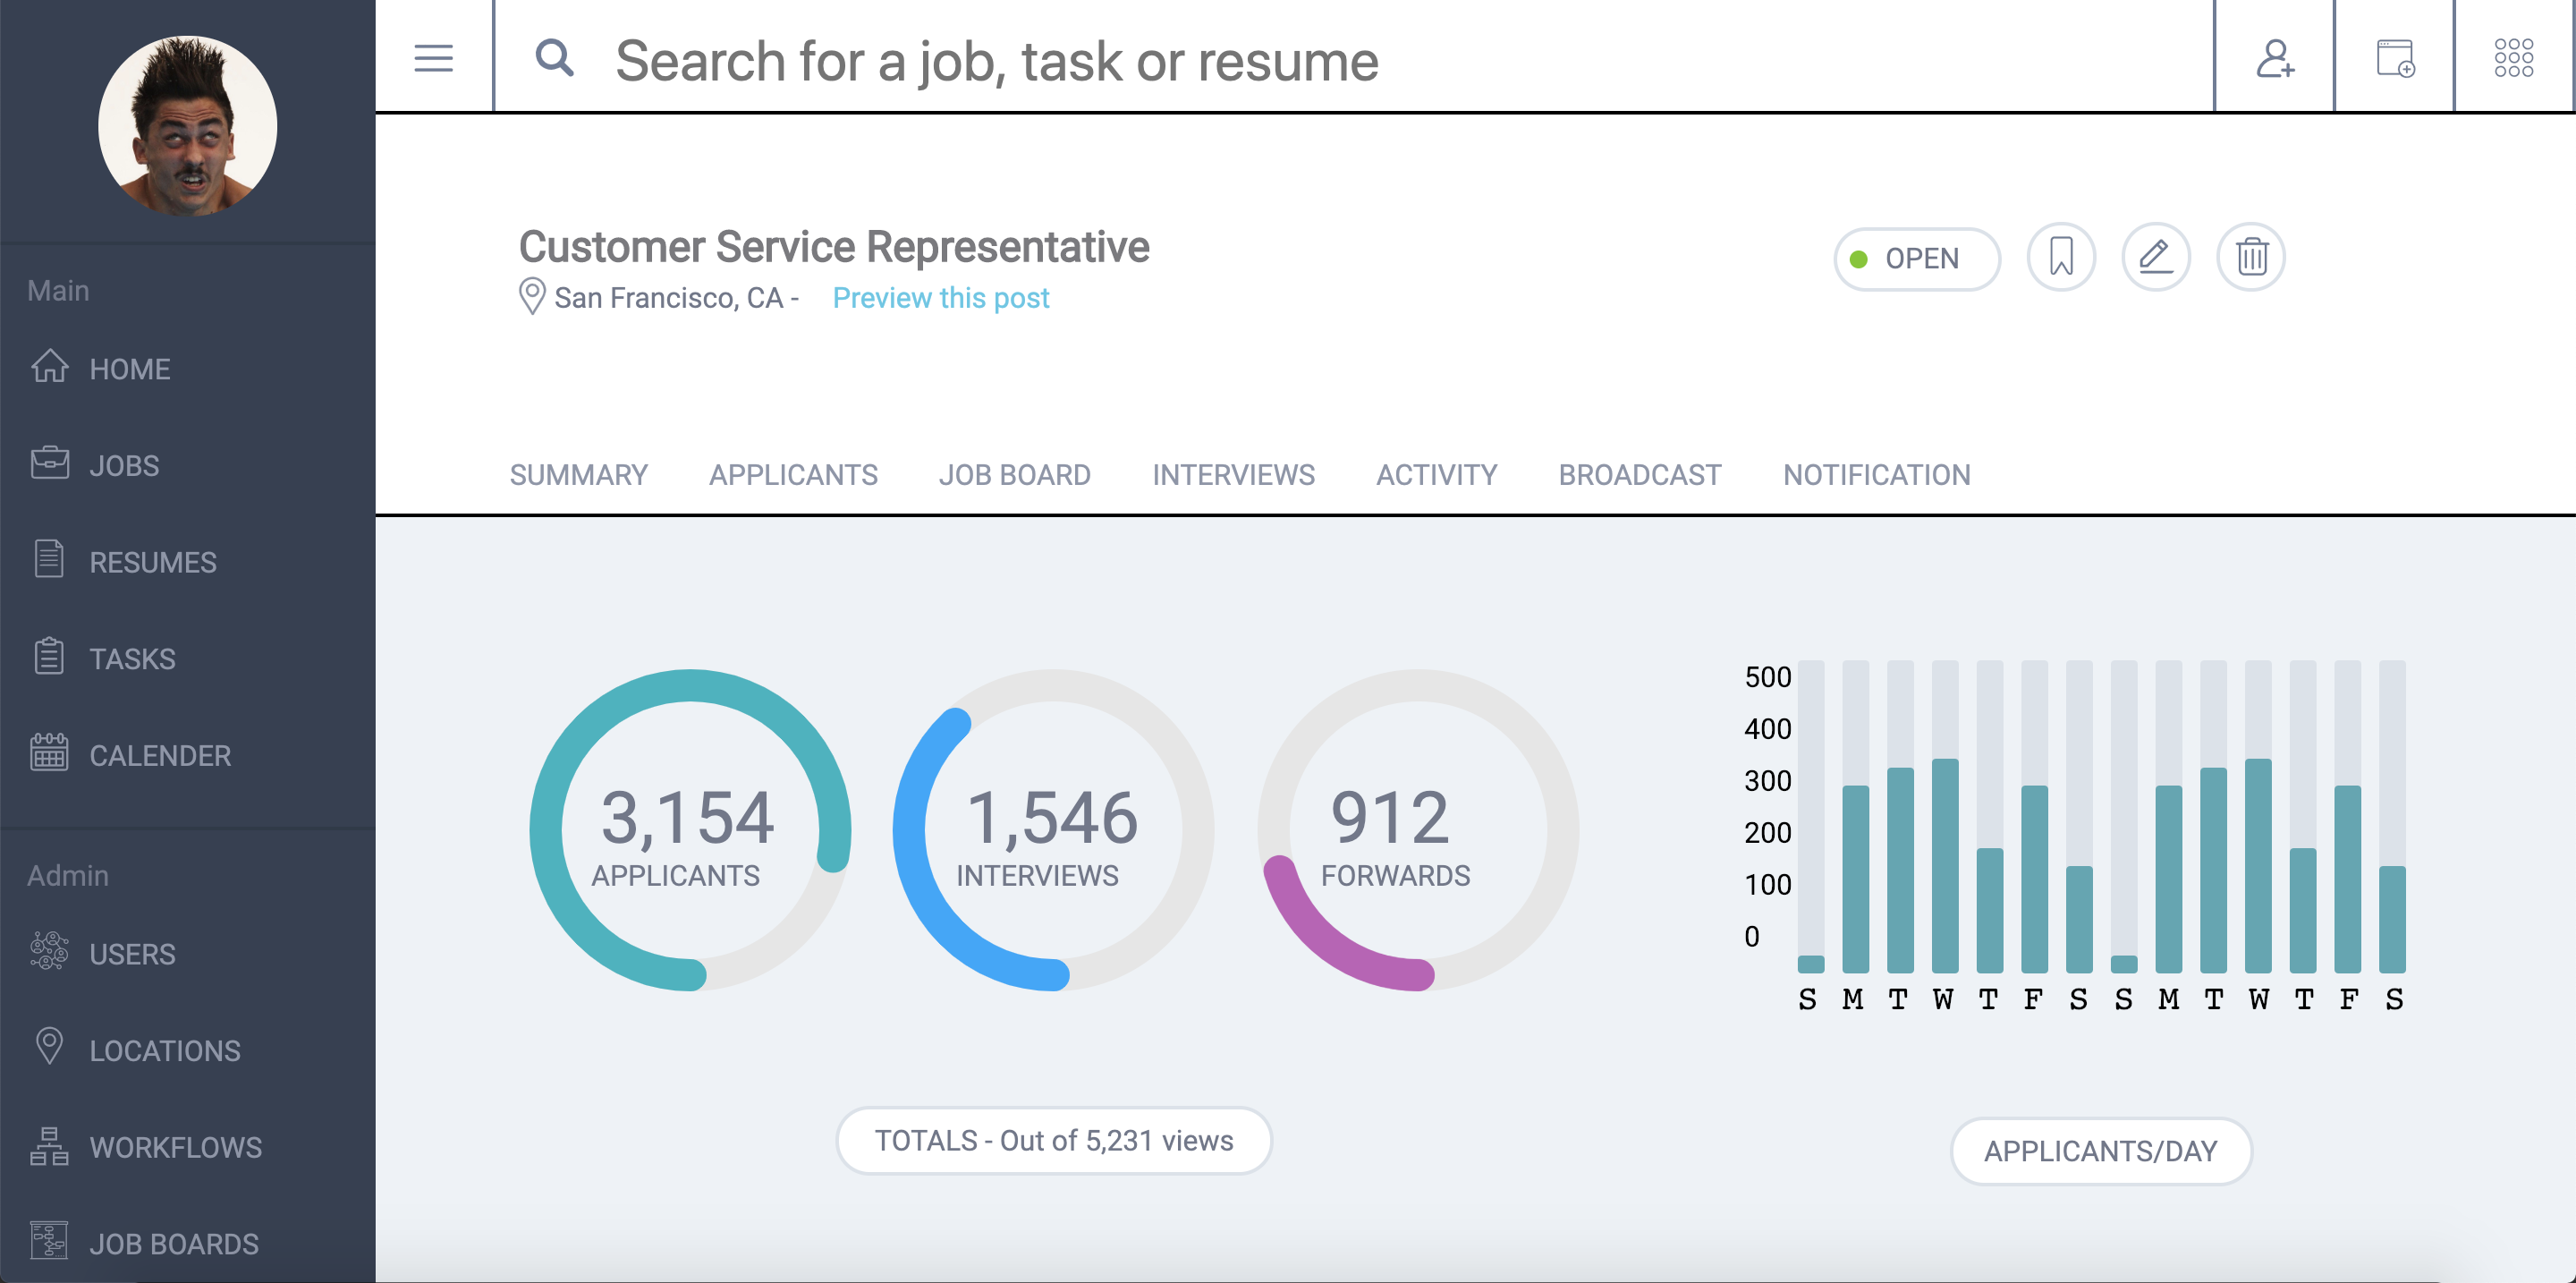 Search for a job, task or resume
Main
HOME
JOBS
RESUMES
TASKS
CALENDER
Admin
USERS
LOCATIONS
WORKFLOWS
JOB BOARDS
Customer Service Representative
San Francisco, CA - Preview this post
OPEN
SUMMARY APPLICANTS JOB BOARD INTERVIEWS ACTIVITY BROADCAST NOTIFICATION
3,154
APPLICANTS
1,546
INTERVIEWS
912
FORWARDS
TOTALS - Out of 5,231 views
500
400
300
200
100
0
S M T W T F S S M T W T F S
APPLICANTS/DAY